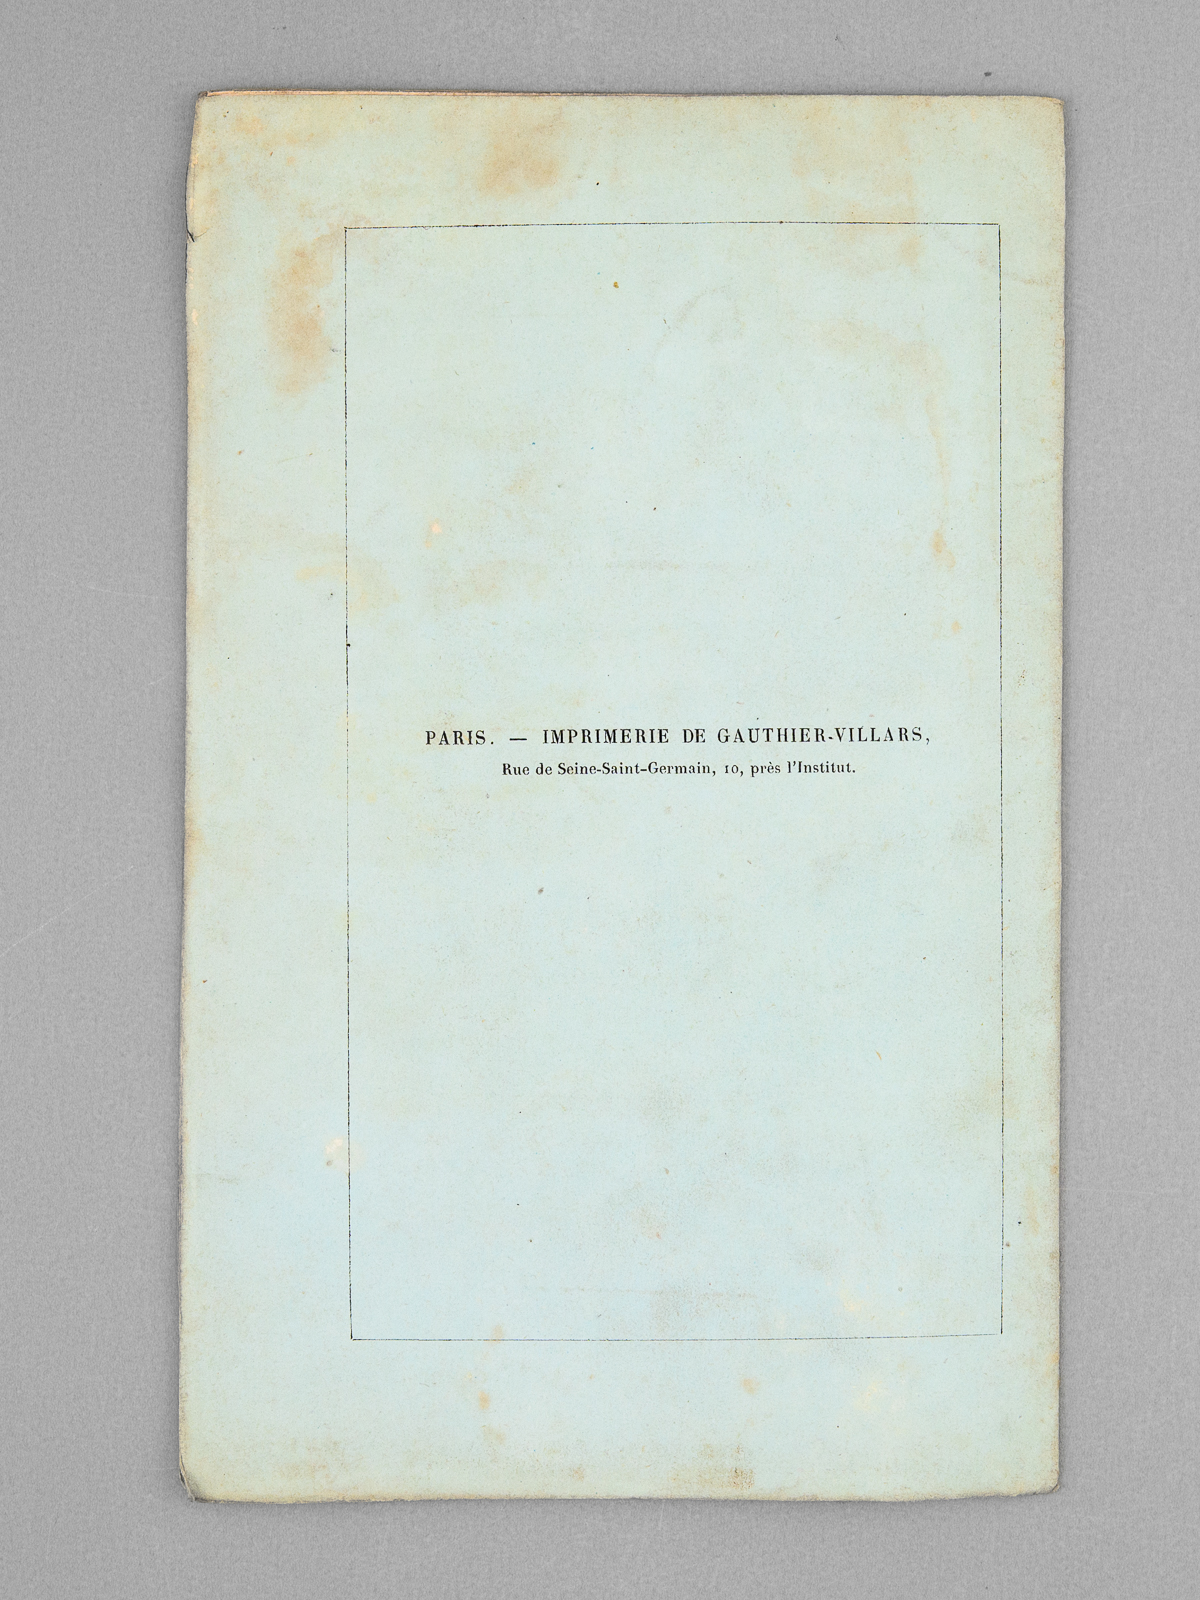 PARIS. — IMPRIMERIE DE GAUTHIER-VILLARS,
Rue de Seine-Saint-Germain, 10, près l'Institut.